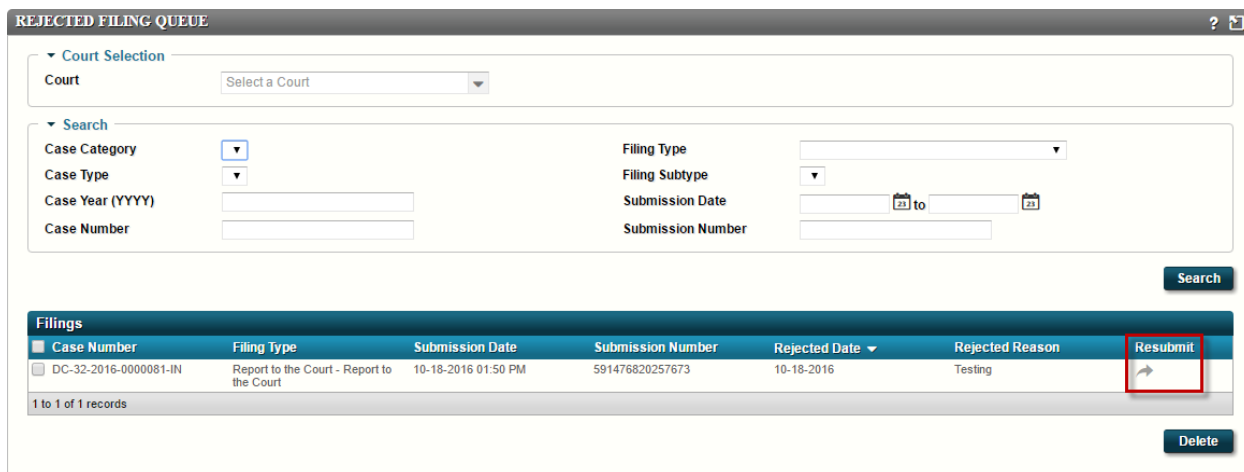 REJECTED FILING QUEUE ?
Court Selection
Court Select a Court
Search
Case Category Filing Type
Case Type Filing Subtype
Case Year (YYYY) Submission Date 23 to 23
Case Number Submission Number
Search
Filings
Case Number Filing Type Submission Date Submission Number Rejected Date Rejected Reason Resubmit
DC-32-2016-0000081-IN Report to the Court - Report to 10-18-2016 01:50 PM 591476820257673 10-18-2016 Testing
the Court
1 to 1 of 1 records
Delete